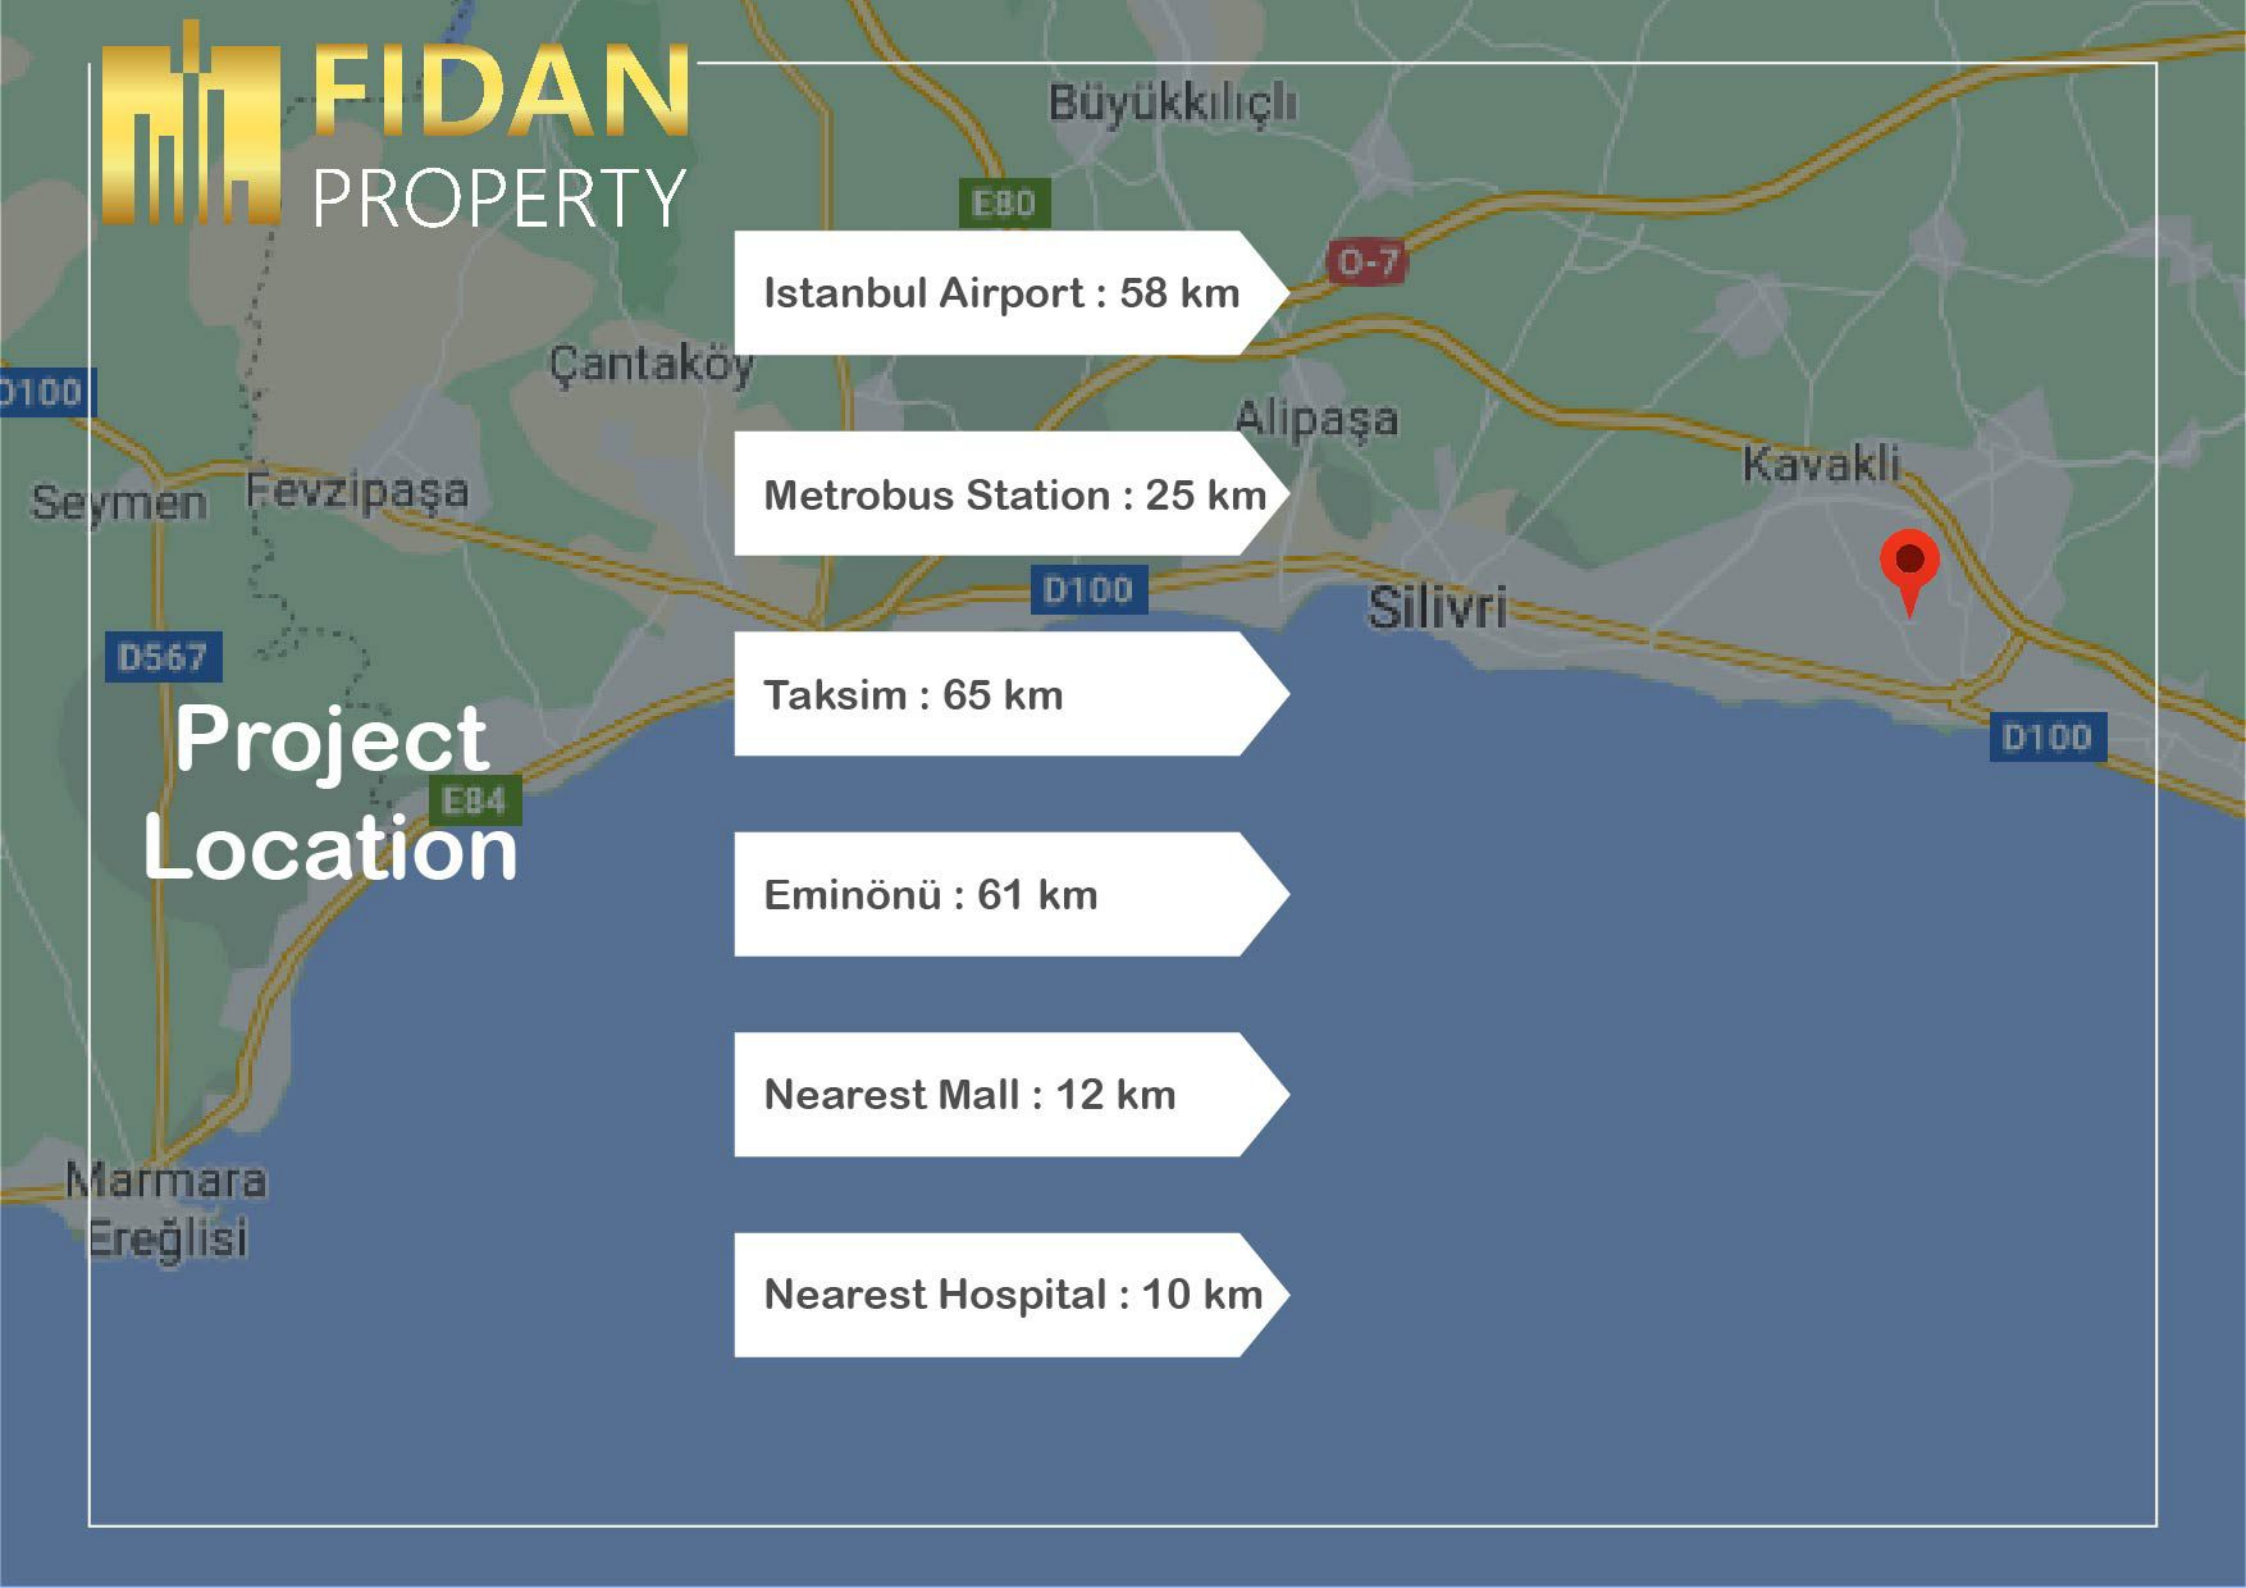 FIDAN
PROPERTY
Büyükkılıçlı
E80
O-7
Istanbul Airport : 58 km
Çantaköy
D100
Alipaşa
Kavakli
Seymen
Fevzipaşa
Metrobus Station : 25 km
D100
Silivri
D567
Taksim : 65 km
D100
Project
Location
E84
Eminönü : 61 km
Nearest Mall : 12 km
Marmara
Ereğlisi
Nearest Hospital : 10 km